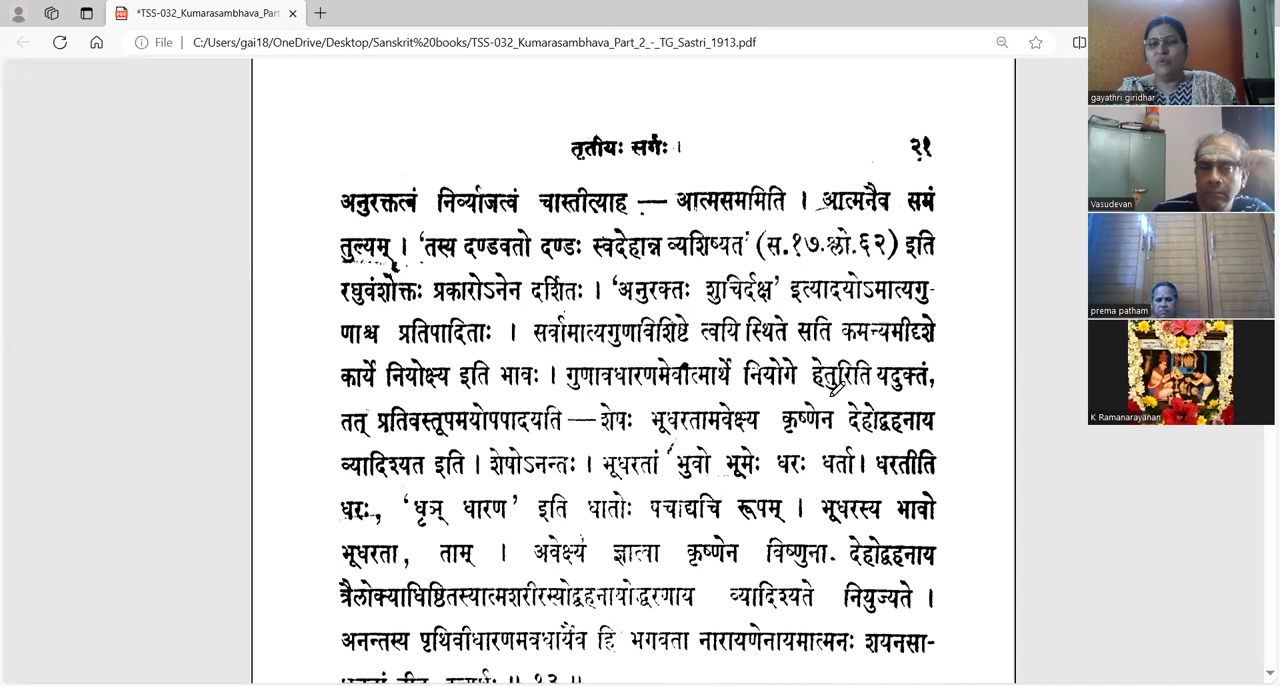 *TSS-032_Kumarasambhava_Part
File
C:/Users/gai18/OneDrive/Desktop/Sanskrit%20books/TSS-032_Kumarasambhava_Part_2_-_TG_Sastri_1913.pdf
तृतीयः सर्गः । २१
अनुरक्तत्वं निर्व्याजत्वं चास्तीत्याह — आत्मसममिति । आत्मनैव समं
तुल्यम् । 'तस्य दण्डवतो दण्डः स्वदेहान्न व्यशिष्यत' (स.१७.श्लो.६२) इति
रघुवंशोक्तः प्रकारोऽनेन दर्शितः । 'अनुरक्तः शुचिर्दक्ष' इत्यादयोऽमात्यगु-
णाश्च प्रतिपादिताः । सर्वामात्यगुणविशिष्टे त्वयि स्थिते सति कमन्यमीदृशे
कार्ये नियोक्ष्य इति भावः । गुणावधारणमेवात्मार्थे नियोगे हेतुरिति यदुक्तं,
तत् प्रतिवस्तूपमयोपपादयति — शेषः भूधरतामवेक्ष्य कृष्णेन देहोद्वहनाय
व्यादिश्यत इति । शेषोऽनन्तः । भूधरतां भुवो भूमेः धरः धर्ता। धरतीति
धरः, 'धृञ् धारण' इति धातोः पचाद्यचि रूपम् । भूधरस्य भावो
भूधरता, ताम् । अवेक्ष्य ज्ञात्वा कृष्णेन विष्णुना. देहोद्वहनाय
त्रैलोक्याधिष्ठितस्यात्मशरीरस्योद्वहनायोद्धरणाय व्यादिश्यते नियुज्यते ।
अनन्तस्य पृथिवीधारणमवधार्यैव हि भगवता नारायणेनायमात्मनः शयनसा-
gayathri giridhar
Vasudevan
prema patham
K Ramanarayanan